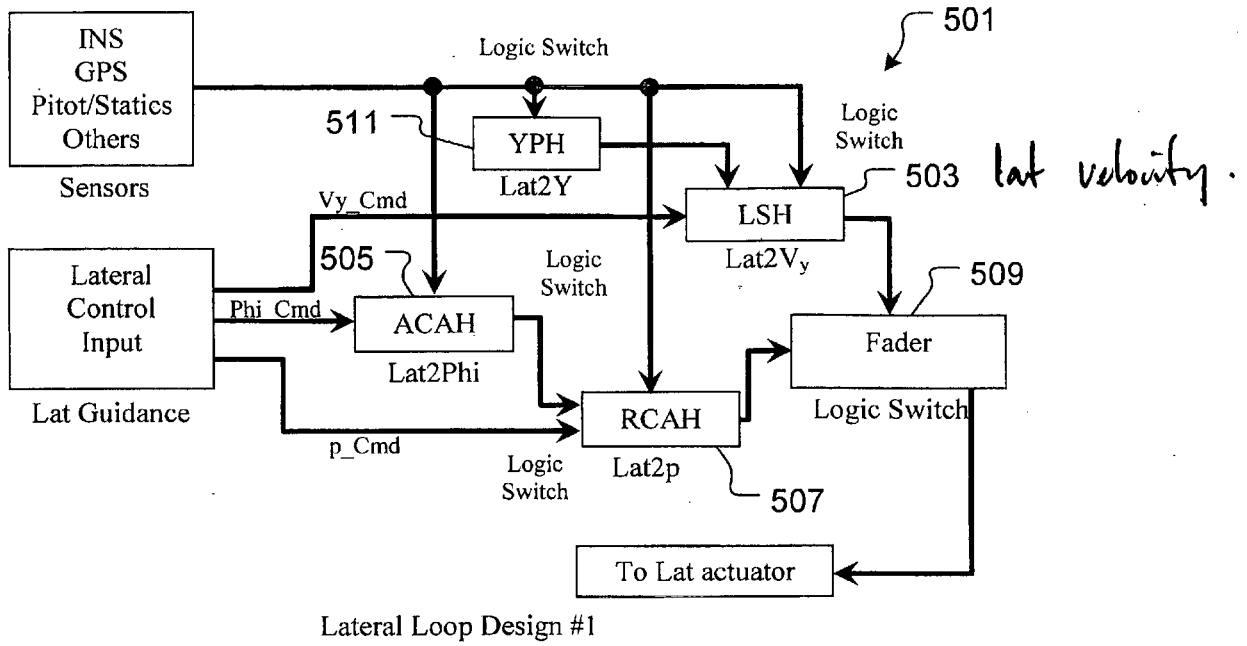 INS
GPS
Pitot/Statics
Others
Sensors
Logic Switch
501
511
YPH
Lat2Y
Logic
Switch
503 lat velocity.
Vy_Cmd
LSH
Lat2Vy
Lateral
Control
Input
Lat Guidance
505
Logic
Switch
509
Phi_Cmd
ACAH
Lat2Phi
Fader
Logic Switch
RCAH
Lat2p
p_Cmd
Logic
Switch
507
To Lat actuator
Lateral Loop Design #1